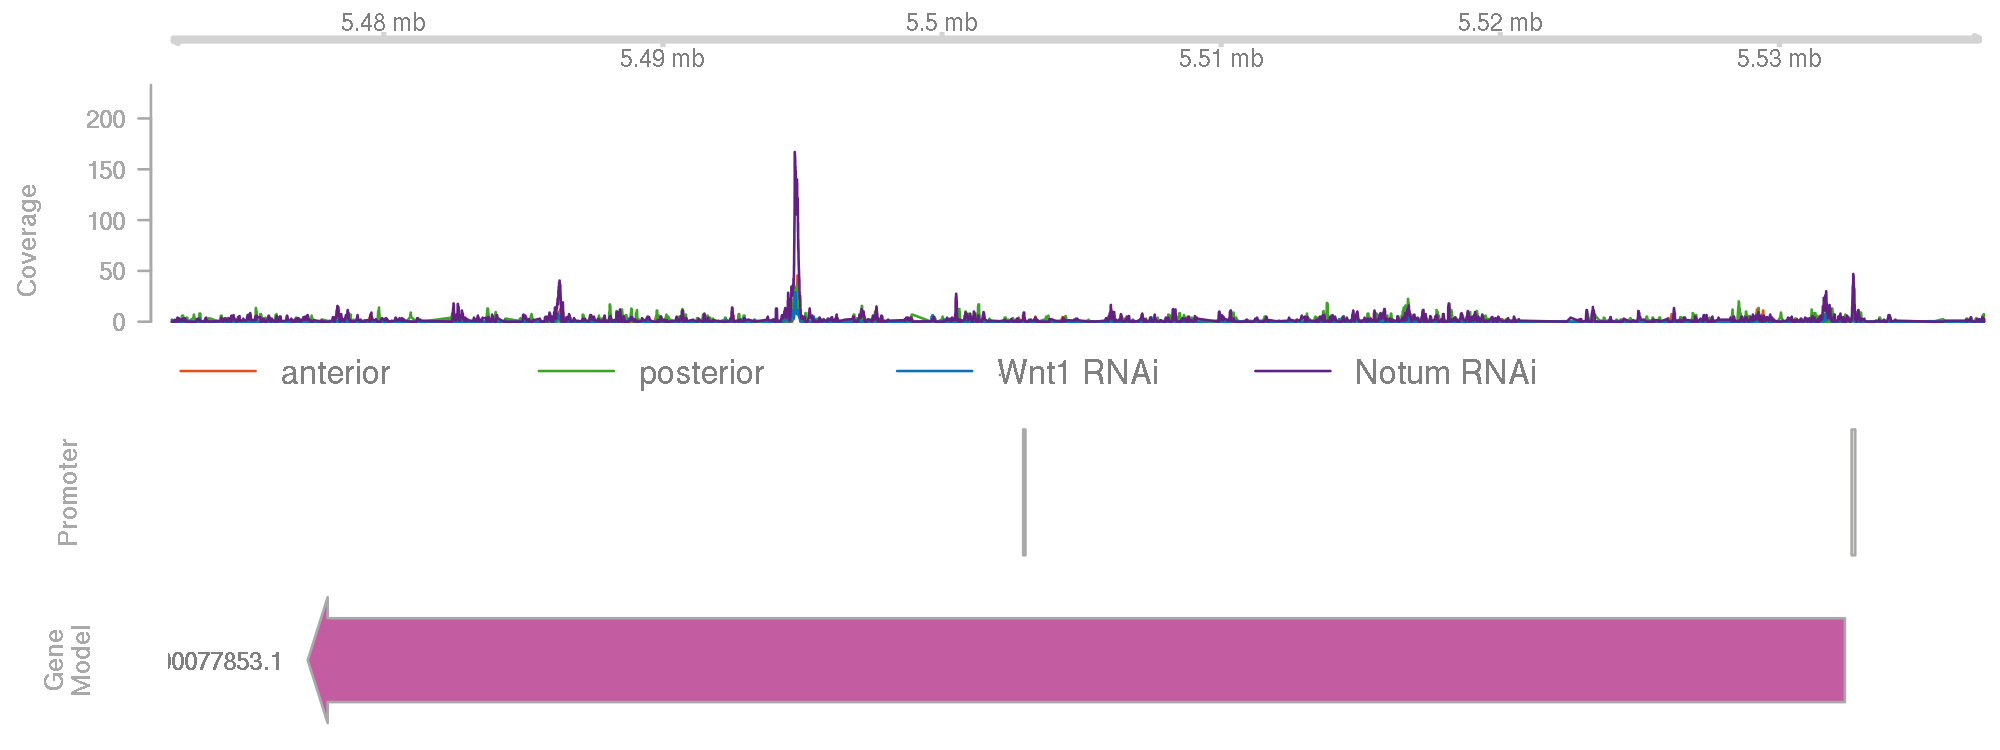 5.48 mb 5.5 mb 5.52 mb
5.49 mb 5.51 mb 5.53 mb
Coverage
200
150
100
50
0
anterior posterior Wnt1 RNAi Notum RNAi
Promoter
Gene
Model
00077853.1